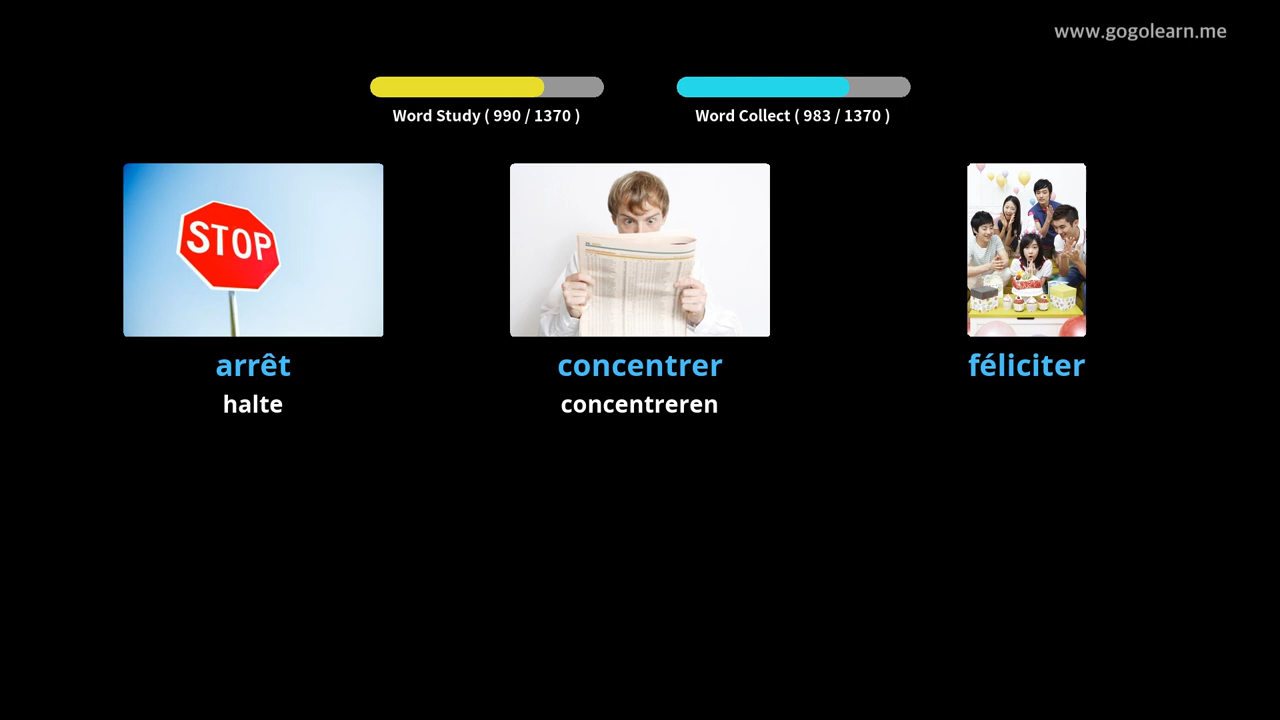 www.gogolearn.me
Word Study ( 990 / 1370 )
Word Collect ( 983 / 1370 )
STOP
arrêt
concentrer
féliciter
halte
concentreren